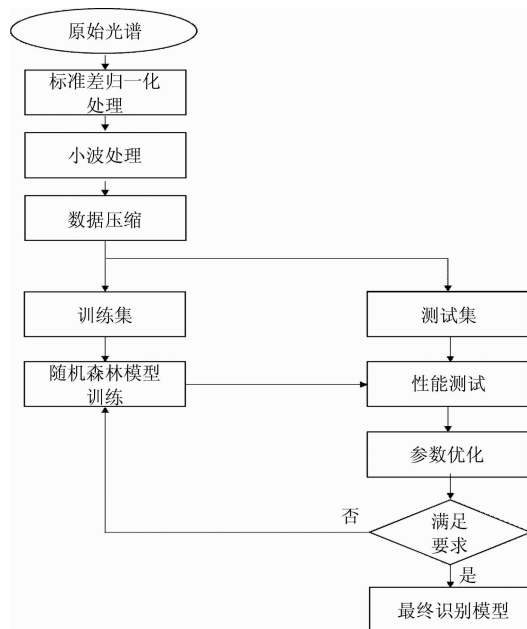 原始光谱
标准差归一化
处理
小波处理
数据压缩
训练集
测试集
随机森林模型
训练
性能测试
参数优化
否
满足
要求
是
最终识别模型